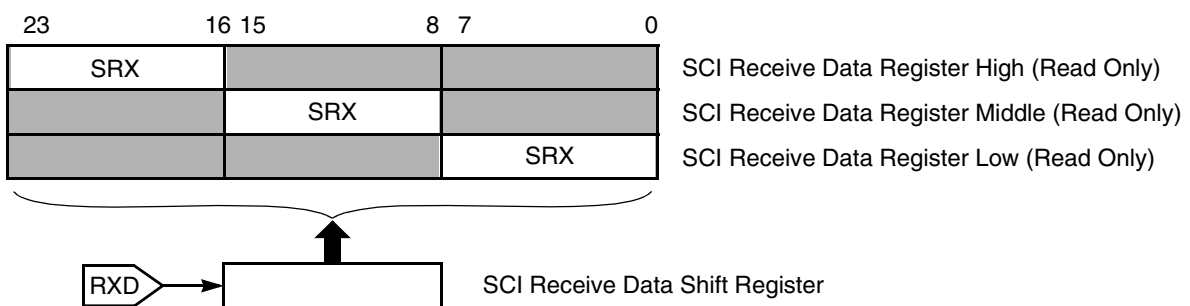 23 16 15 8 7 0
SRX SCI Receive Data Register High (Read Only)
SRX SCI Receive Data Register Middle (Read Only)
SRX SCI Receive Data Register Low (Read Only)
RXD SCI Receive Data Shift Register